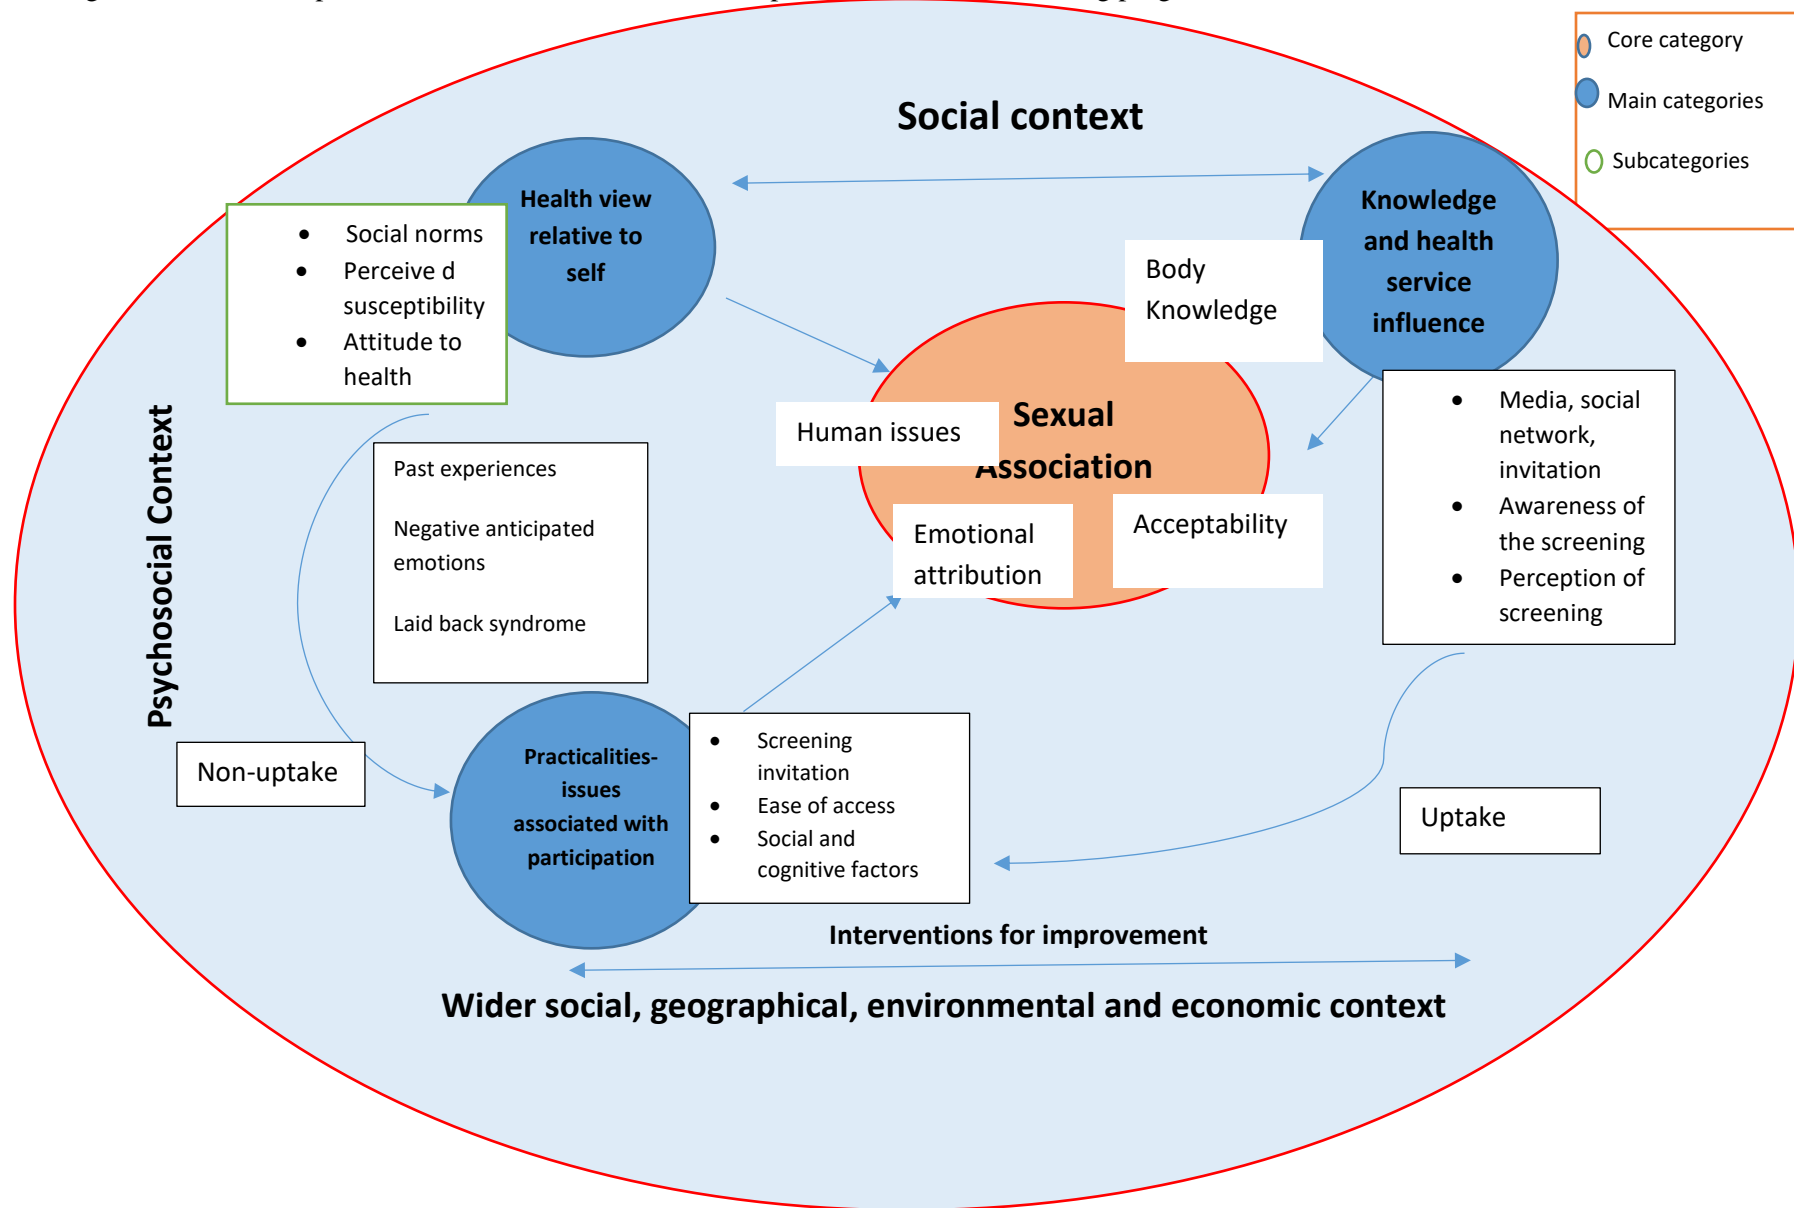 Core category
Main categories
Subcategories
Social context
Health view
relative to
self
Knowledge
and health
service
influence
• Social norms
• Perceive d
susceptibility
• Attitude to
health
Body
Knowledge
Human issues
Sexual
Association
Emotional
attribution
Acceptability
• Media, social
network,
invitation
• Awareness of
the screening
• Perception of
screening
Psychosocial Context
Past experiences
Negative anticipated
emotions
Laid back syndrome
Non-uptake
Practicalities-
issues
associated with
participation
• Screening
invitation
• Ease of access
• Social and
cognitive factors
Uptake
Interventions for improvement
Wider social, geographical, environmental and economic context